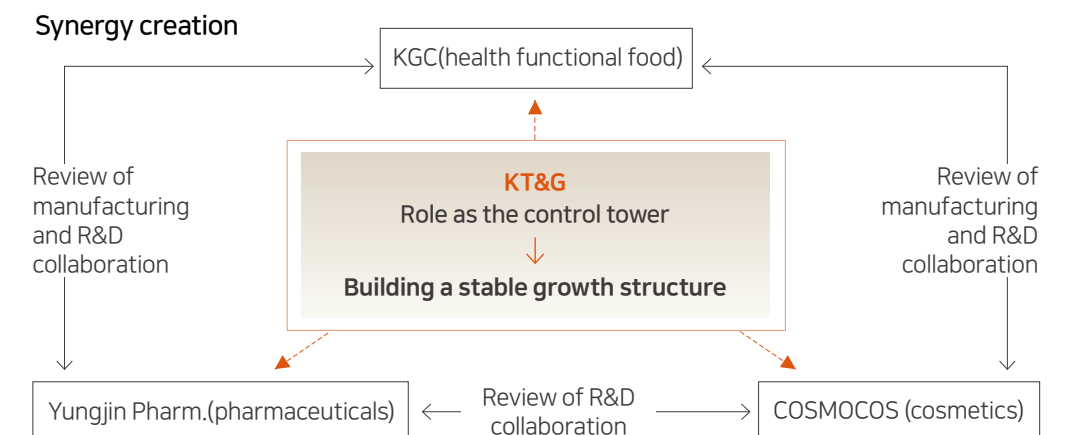 Synergy creation
KGC(health functional food)
Review of
manufacturing
and R&D
collaboration
KT&G
Role as the control tower
Building a stable growth structure
Review of
manufacturing
and R&D
collaboration
Yungjin Pharm.(pharmaceuticals)
Review of R&D
collaboration
COSMOCOS (cosmetics)